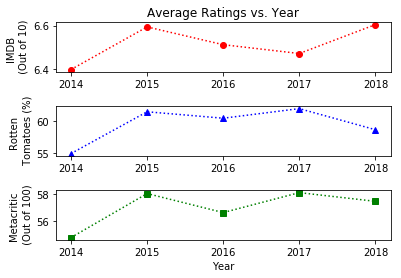 Average Ratings vs. Year
IMDB
(Out of 10)
6.6
6.4
2014 2015 2016 2017 2018
Rotten
Tomatoes (%)
60
55
2014 2015 2016 2017 2018
Metacritic
(Out of 100)
58
56
2014 2015 2016 2017 2018
Year